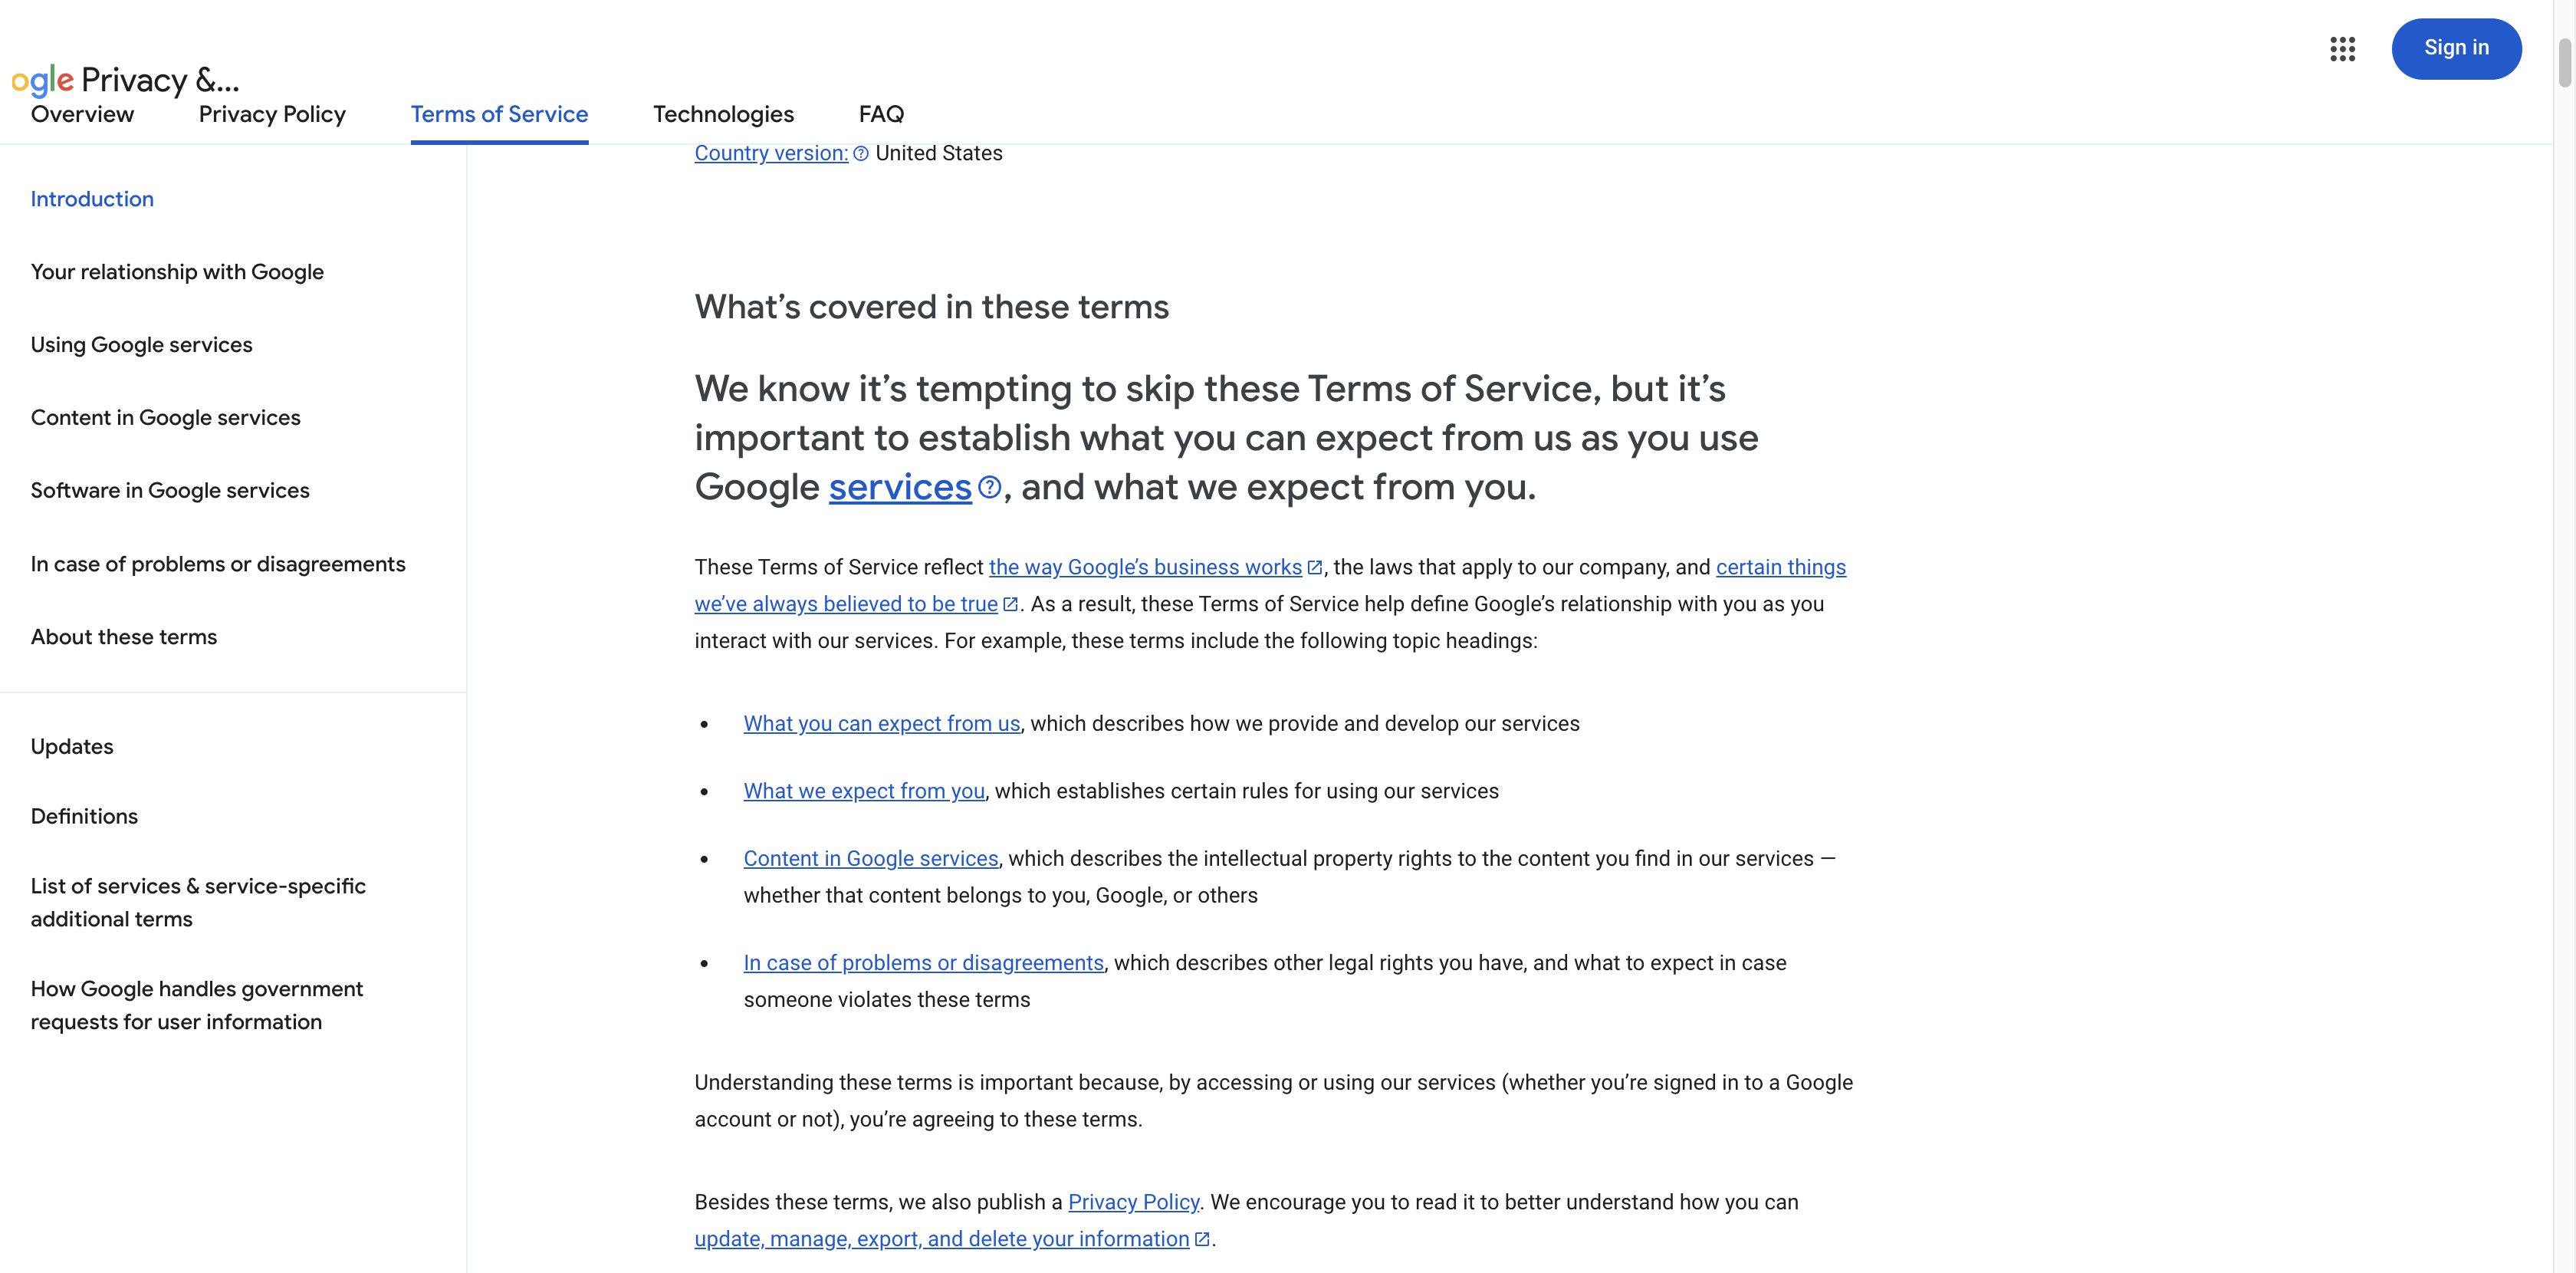 Sign in
ogle Privacy &...
Overview Privacy Policy Terms of Service Technologies FAQ
Introduction
Your relationship with Google
Using Google services
Content in Google services
Software in Google services
In case of problems or disagreements
About these terms
Updates
Definitions
List of services & service-specific
additional terms
How Google handles government
requests for user information
Country version: United States
What’s covered in these terms
We know it’s tempting to skip these Terms of Service, but it’s
important to establish what you can expect from us as you use
Google services, and what we expect from you.
These Terms of Service reflect the way Google’s business works, the laws that apply to our company, and certain things
we’ve always believed to be true. As a result, these Terms of Service help define Google’s relationship with you as you
interact with our services. For example, these terms include the following topic headings:
• What you can expect from us, which describes how we provide and develop our services
• What we expect from you, which establishes certain rules for using our services
• Content in Google services, which describes the intellectual property rights to the content you find in our services —
whether that content belongs to you, Google, or others
• In case of problems or disagreements, which describes other legal rights you have, and what to expect in case
someone violates these terms
Understanding these terms is important because, by accessing or using our services (whether you’re signed in to a Google
account or not), you’re agreeing to these terms.
Besides these terms, we also publish a Privacy Policy. We encourage you to read it to better understand how you can
update, manage, export, and delete your information.